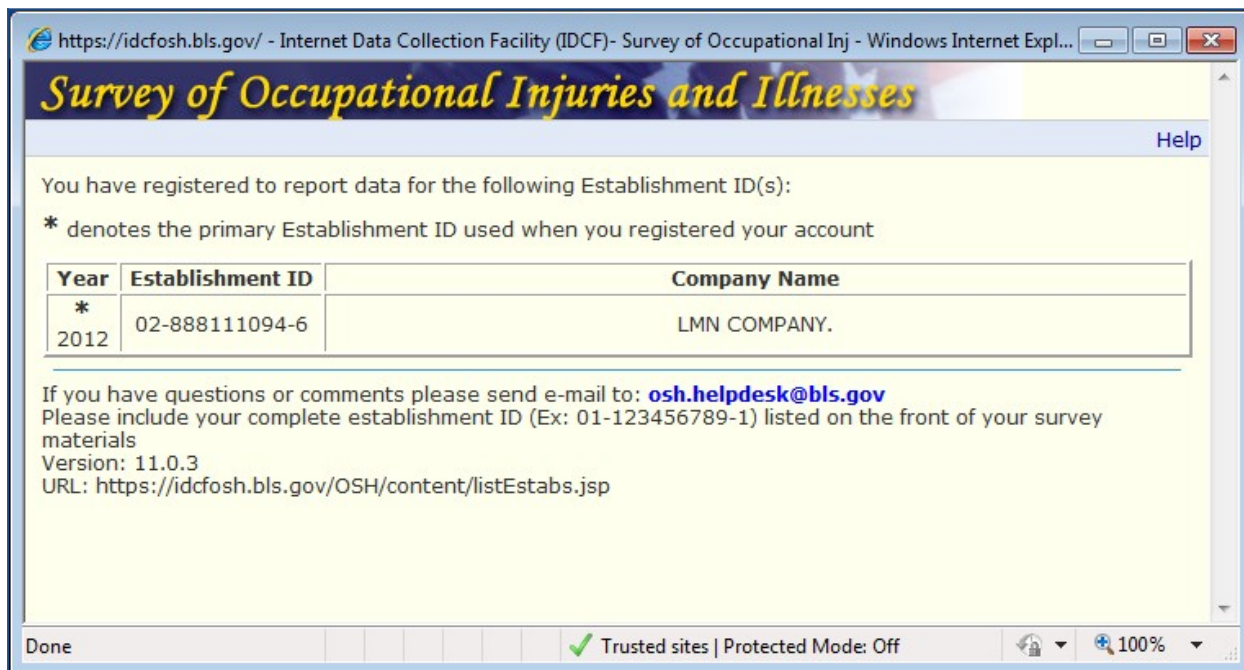 https://idcfosh.bls.gov/ - Internet Data Collection Facility (IDCF)- Survey of Occupational Inj - Windows Internet Expl...
Survey of Occupational Injuries and Illnesses
Help
You have registered to report data for the following Establishment ID(s):
* denotes the primary Establishment ID used when you registered your account
Year Establishment ID Company Name
*
2012 02-888111094-6 LMN COMPANY.
If you have questions or comments please send e-mail to: osh.helpdesk@bls.gov
Please include your complete establishment ID (Ex: 01-123456789-1) listed on the front of your survey
materials
Version: 11.0.3
URL: https://idcfosh.bls.gov/OSH/content/listEstabs.jsp
Done Trusted sites | Protected Mode: Off 100%